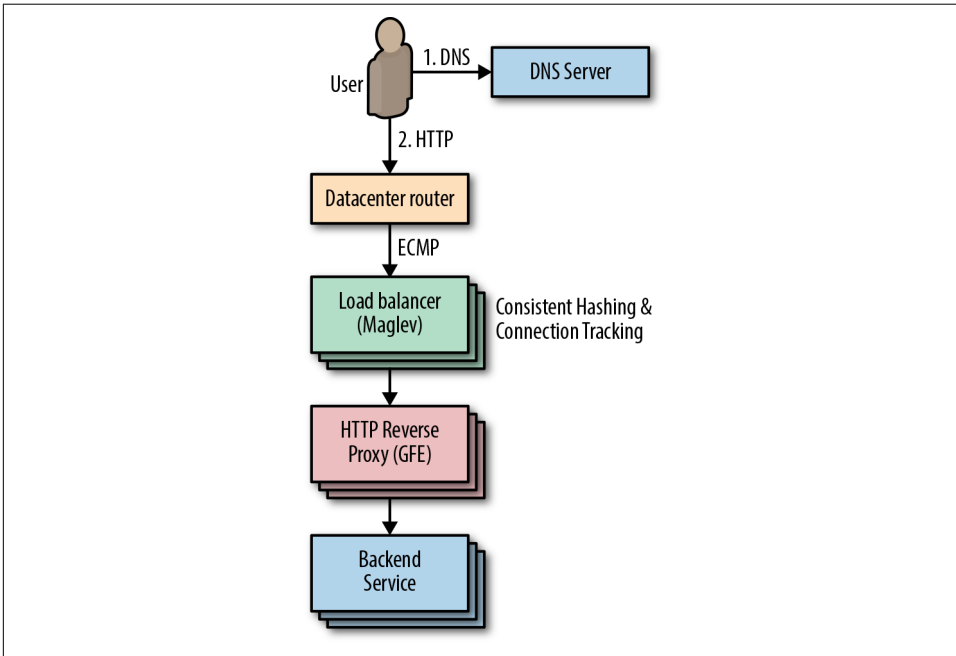 1. DNS
DNS Server
User
2. HTTP
Datacenter router
ECMP
Load balancer
(Maglev)
Consistent Hashing &
Connection Tracking
HTTP Reverse
Proxy (GFE)
Backend
Service